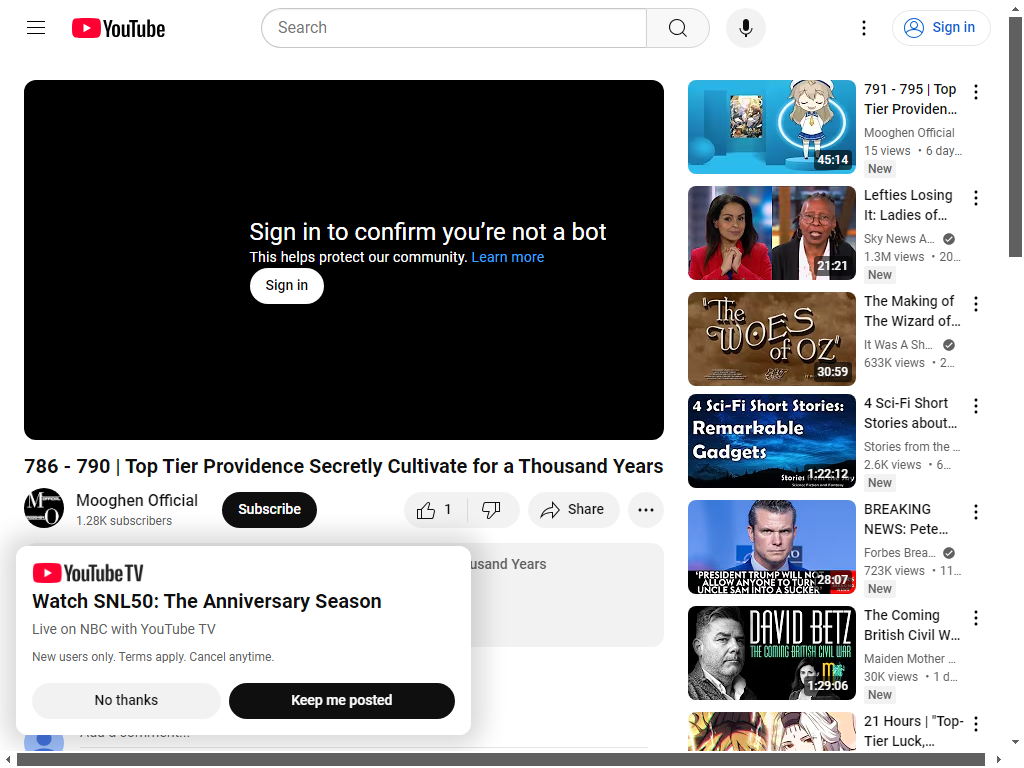 YouTube
Search
Sign in
Sign in to confirm you’re not a bot
This helps protect our community. Learn more
Sign in
786 - 790 | Top Tier Providence Secretly Cultivate for a Thousand Years
Mooghen Official
1.28K subscribers
Subscribe
1
Share
usand Years
YouTube TV
Watch SNL50: The Anniversary Season
Live on NBC with YouTube TV
New users only. Terms apply. Cancel anytime.
No thanks
Keep me posted
Add a comment...
45:14
791 - 795 | Top
Tier Providen...
Mooghen Official
15 views • 6 day...
New
21:21
Lefties Losing
It: Ladies of...
Sky News A...
1.3M views • 20...
New
"The
WOES
of OZ"
30:59
The Making of
The Wizard of...
It Was A Sh...
633K views • 2...
4 Sci-Fi Short Stories:
Remarkable
Gadgets
1:22:12
4 Sci-Fi Short
Stories about...
Stories from the ...
2.6K views • 6...
New
'PRESIDENT TRUMP WILL NOT
ALLOW ANYONE TO TURN
UNCLE SAM INTO A SUCKER'
28:07
BREAKING
NEWS: Pete...
Forbes Brea...
723K views • 11...
New
DAVID BETZ
THE COMING BRITISH CIVIL WAR
1:29:06
The Coming
British Civil W...
Maiden Mother ...
30K views • 1 d...
New
21 Hours | "Top-
Tier Luck,...